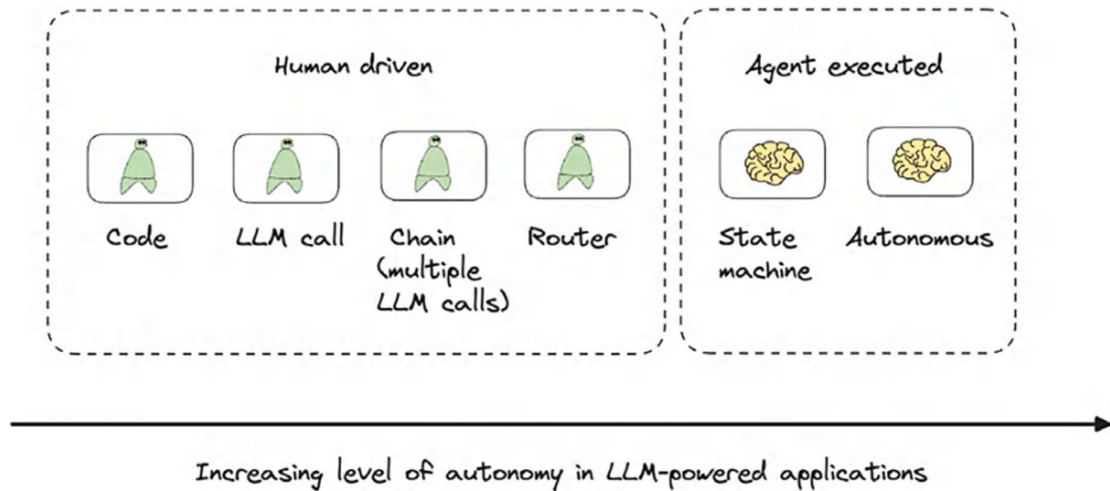 Human driven
Agent executed
Code
LLM call
Chain
(multiple
LLM calls)
Router
State
machine
Autonomous
Increasing level of autonomy in LLM-powered applications